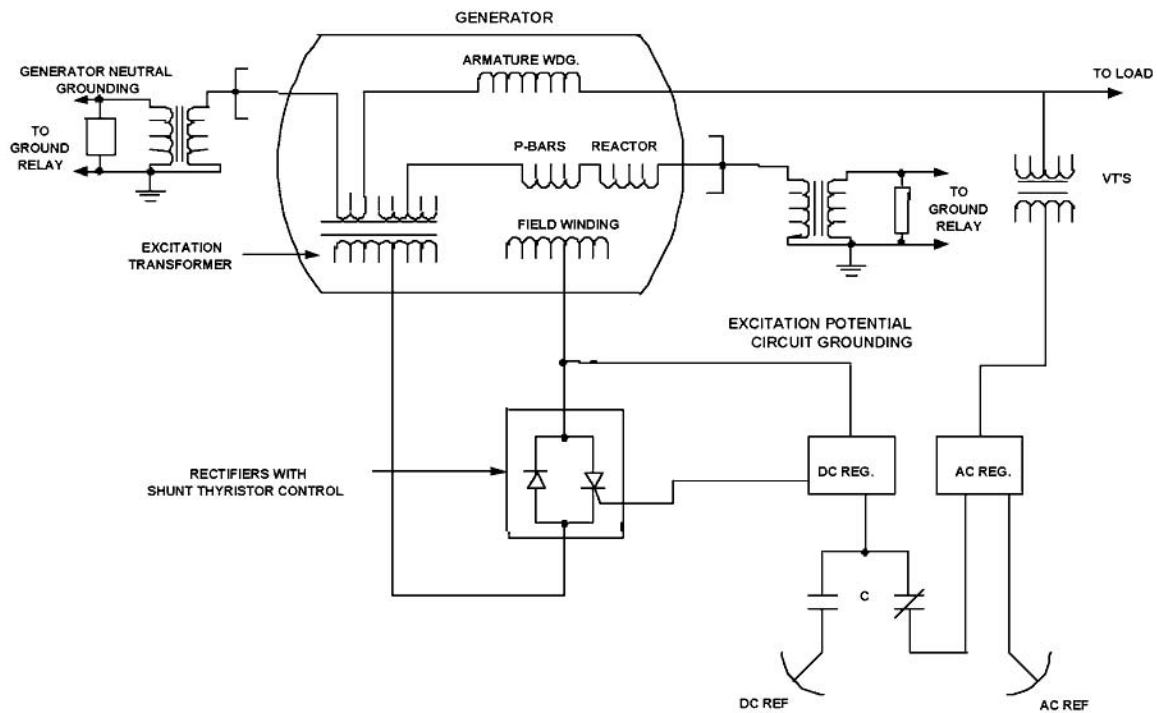 GENERATOR
GENERATOR NEUTRAL
GROUNDING
ARMATURE WDG.
TO LOAD
TO
GROUND
RELAY
P-BARS
REACTOR
TO
GROUND
RELAY
VT'S
EXCITATION
TRANSFORMER
FIELD WINDING
EXCITATION POTENTIAL
CIRCUIT GROUNDING
RECTIFIERS WITH
SHUNT THYRISTOR CONTROL
DC REG.
AC REG.
C
DC REF
AC REF